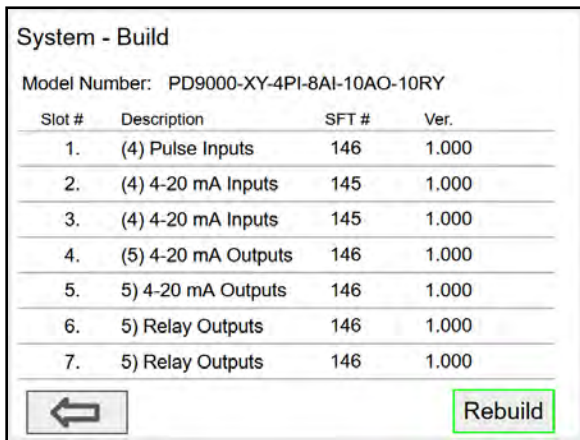 System - Build
Model Number: PD9000-XY-4PI-8AI-10AO-10RY
Slot # Description SFT # Ver.
1. (4) Pulse Inputs 146 1.000
2. (4) 4-20 mA Inputs 145 1.000
3. (4) 4-20 mA Inputs 145 1.000
4. (5) 4-20 mA Outputs 146 1.000
5. 5) 4-20 mA Outputs 146 1.000
6. 5) Relay Outputs 146 1.000
7. 5) Relay Outputs 146 1.000
Rebuild